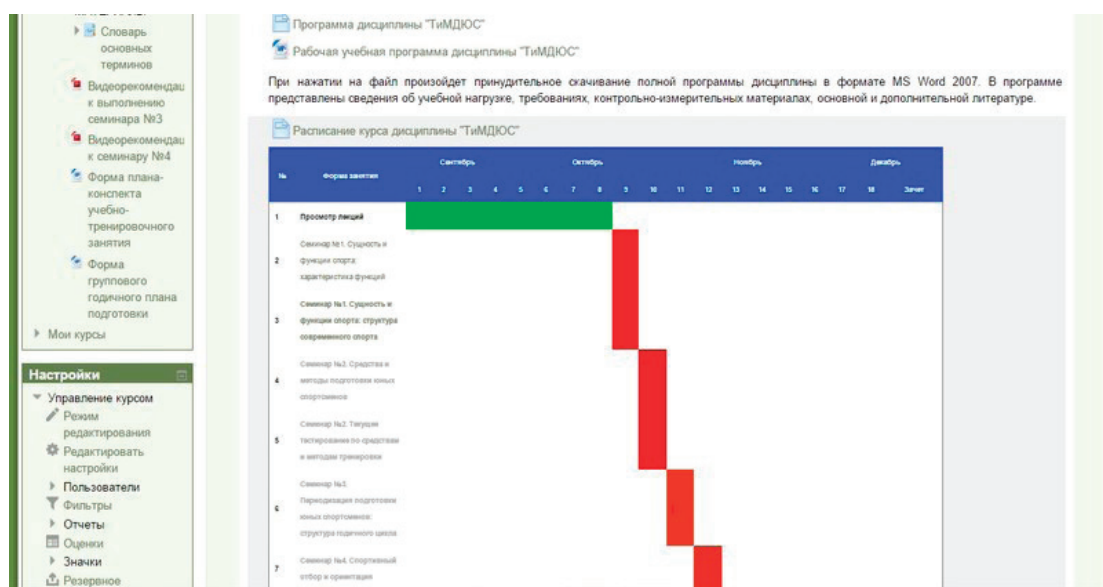 Словарь
основных
терминов
Видеорекомендац
к выполнению
семинара №3
Видеорекомендац
к семинару №4
Форма плана-
конспекта
учебно-
тренировочного
занятия
Форма
группового
годичного плана
подготовки
Мои курсы
Настройки
Управление курсом
Режим
редактирования
Редактировать
настройки
Пользователи
Фильтры
Отчеты
Оценки
Значки
Резервное
Программа дисциплины "ТиМДЮС"
Рабочая учебная программа дисциплины "ТиМДЮС"
При нажатии на файл произойдет принудительное скачивание полной программы дисциплины в формате MS Word 2007. В программе
представлены сведения об учебной нагрузке, требованиях, контрольно-измерительных материалах, основной и дополнительной литературе.
Расписание курса дисциплины "ТиМДЮС"
Сентябрь Октябрь Ноябрь Декабрь
№ Форма занятия 1 2 3 4 5 6 7 8 9 10 11 12 13 14 15 16 17 18 Зачет
1 Просмотр лекций
Семинар №1. Сущность и
2 функции спорта:
характеристика функций
Семинар №1. Сущность и
3 функции спорта: структура
современного спорта
Семинар №2. Средства и
4 методы подготовки юных
спортсменов
Семинар №2. Текущее
5 тестирование по средствам
и методам тренировки
Семинар №3.
Периодизация подготовки
6 юных спортсменов:
структура годичного цикла
7 Семинар №4. Спортивный
отбор и ориентация